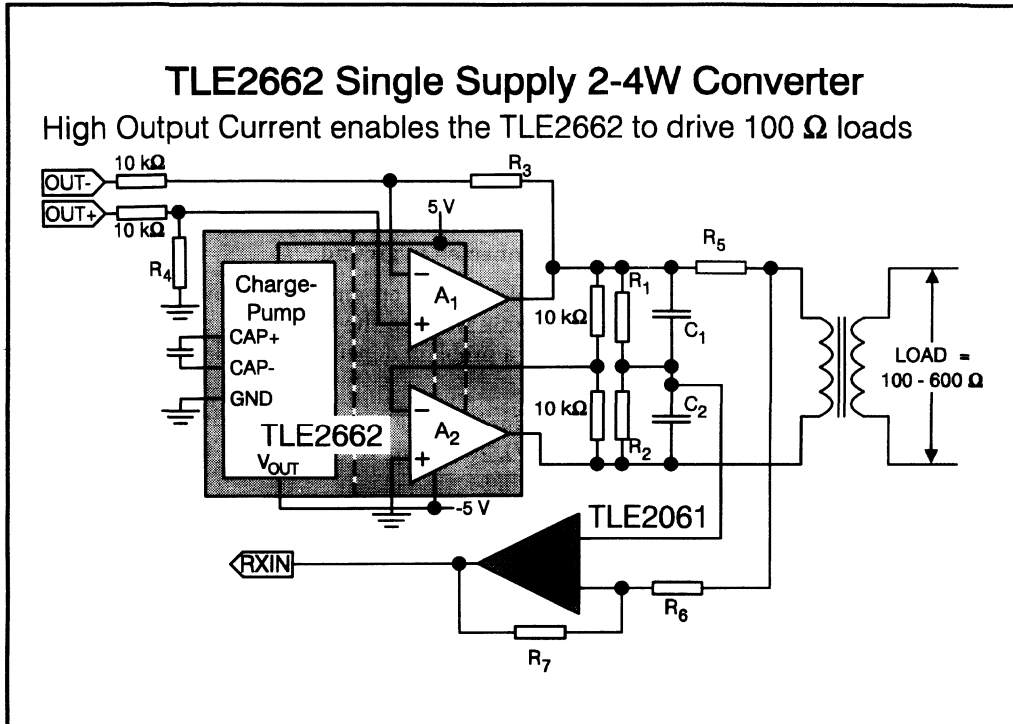 TLE2662 Single Supply 2-4W Converter
High Output Current enables the TLE2662 to drive 100 Ω loads
10 kΩ
R3
OUT-
OUT+
5 V
10 kΩ
R4
R5
Charge-
Pump
A1
R1
10 kΩ
C1
CAP+
CAP-
LOAD =
100 - 600 Ω
GND
10 kΩ
C2
TLE2662
A2
R2
VOUT
-5 V
TLE2061
RXIN
R6
R7
− 
+
−
+